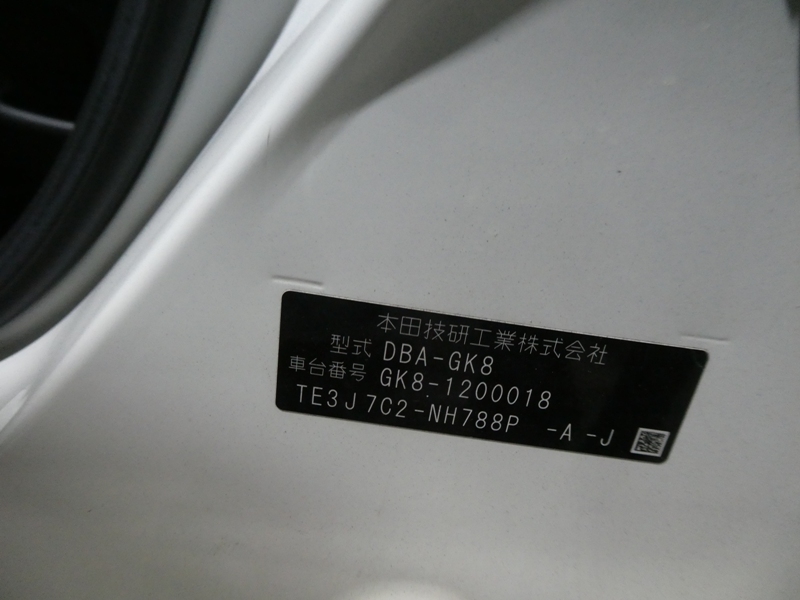 本田技研工業株式会社
型式 DBA-GK8
車台番号 GK8-1200018
TE3J7C2-NH788P -A -J